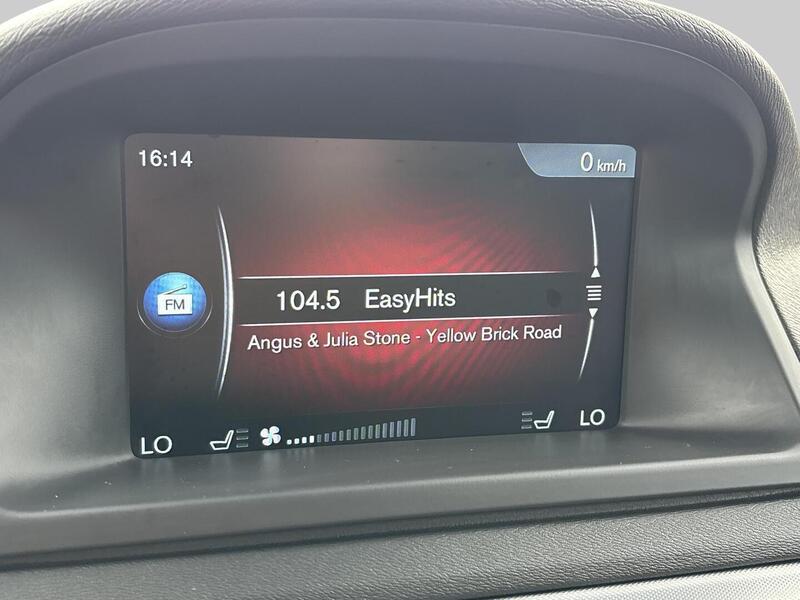 16:14
0 km/h
FM
104.5 EasyHits
Angus & Julia Stone - Yellow Brick Road
LO
LO